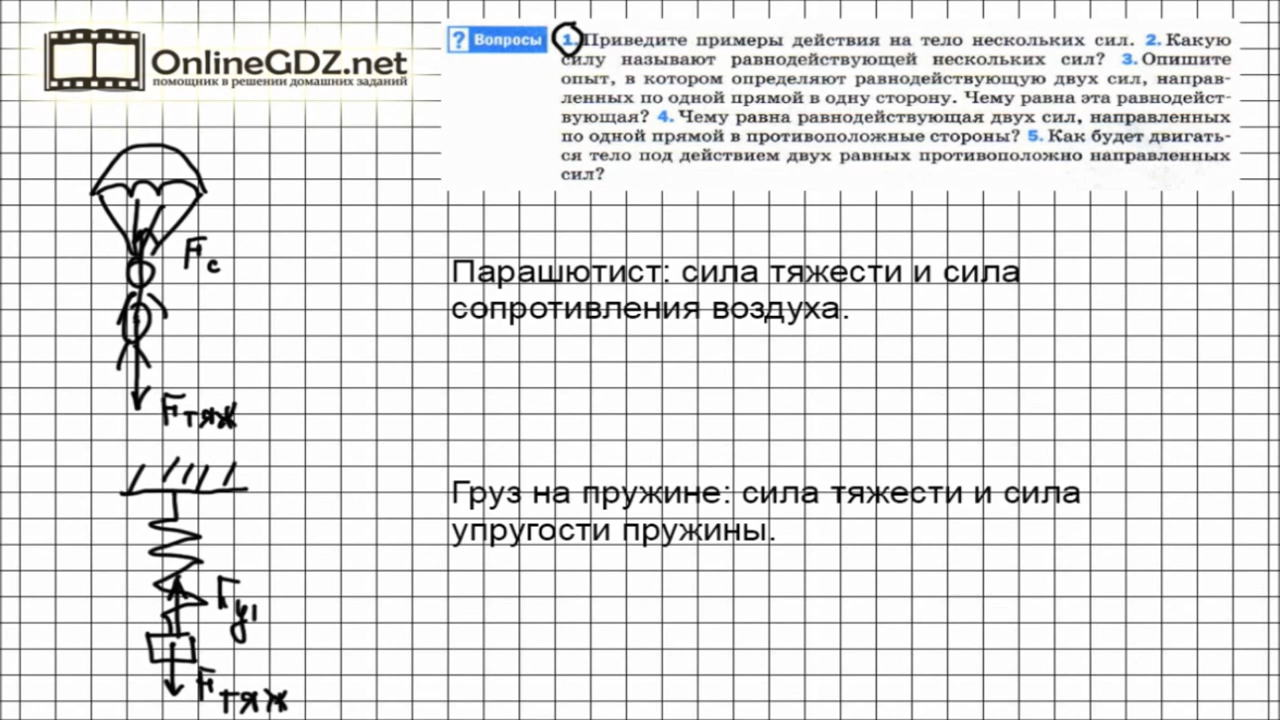 OnlineGDZ.net
помощник в решении домашних заданий
? Вопросы
1. Приведите примеры действия на тело нескольких сил. 2. Какую
силу называют равнодействующей нескольких сил? 3. Опишите
опыт, в котором определяют равнодействующую двух сил, направ-
ленных по одной прямой в одну сторону. Чему равна эта равнодейст-
вующая? 4. Чему равна равнодействующая двух сил, направленных
по одной прямой в противоположные стороны? 5. Как будет двигать-
ся тело под действием двух равных противоположно направленных
сил?
Fс
Парашютист: сила тяжести и сила
сопротивления воздуха.
Fтяж
Груз на пружине: сила тяжести и сила
упругости пружины.
Fу1
Fтяж